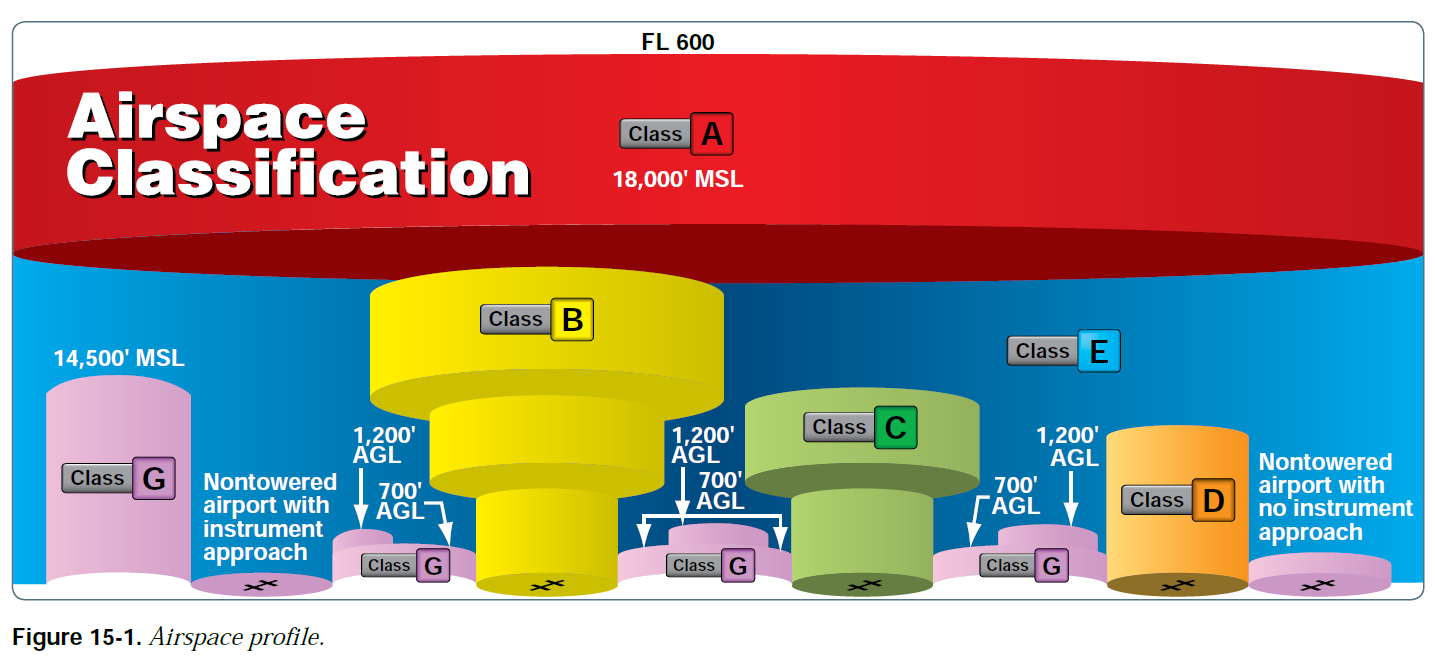 FL 600
Airspace
Classification
Class A
18,000' MSL
Class B
14,500' MSL
Class E
Class C
Class G
Nontowered
airport with
instrument
approach
1,200'
AGL
700'
AGL
Class G
1,200'
AGL
700'
AGL
Class G
1,200'
AGL
700'
AGL
Class G
Class D
Nontowered
airport with
no instrument
approach
Figure 15-1. Airspace profile.